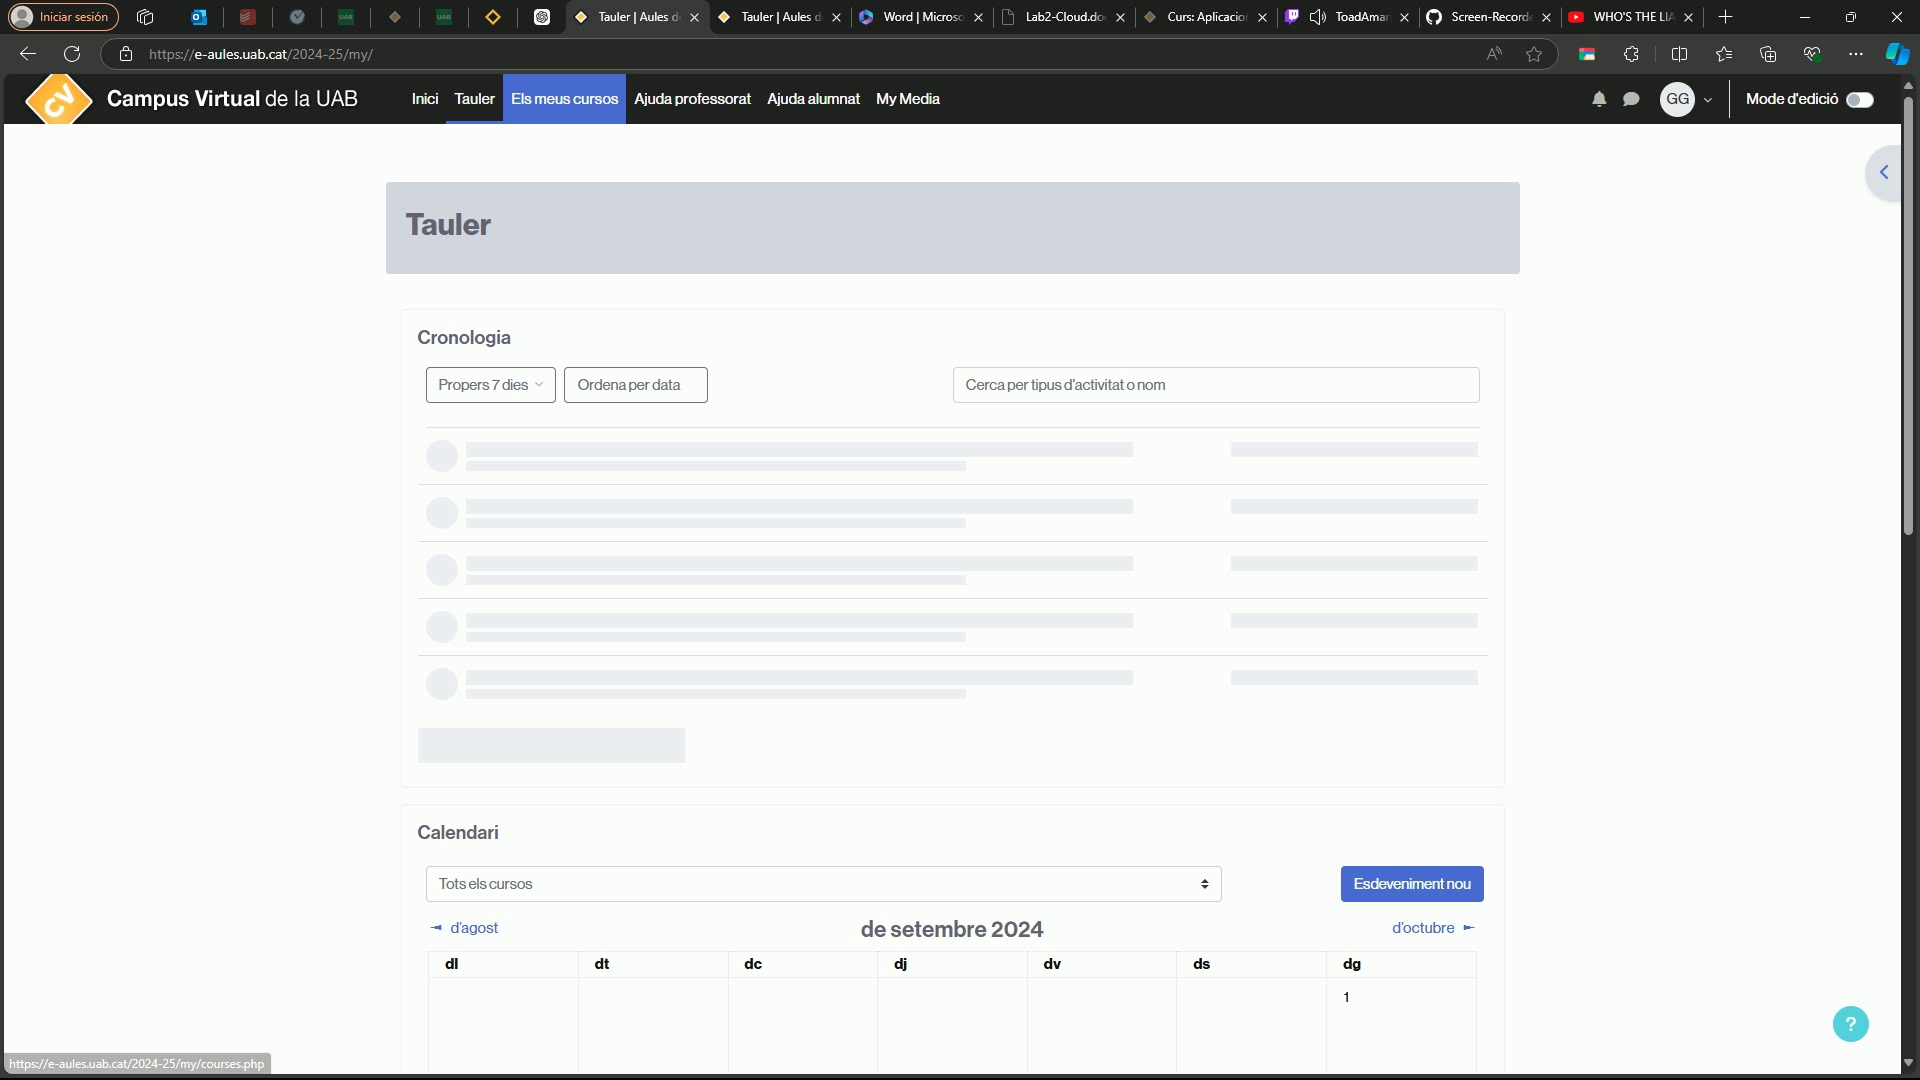 Iniciar sesión
Tauler | Aules d
Tauler | Aules d
Word | Microso
Lab2-Cloud.do
Curs: Aplicacio
ToadAma
Screen-Record
WHO'S THE LIA
https://e-aules.uab.cat/2024-25/my/
CV
Campus Virtual de la UAB
Inici
Tauler
Els meus cursos
Ajuda professorat
Ajuda alumnat
My Media
GG
Mode d'edició
Tauler
Cronologia
Propers 7 dies
Ordena per data
Cerca per tipus d'activitat o nom
Calendari
Tots els cursos
Esdeveniment nou
d'agost
de setembre 2024
d'octubre
dl dt dc dj dv ds dg
1
?
https://e-aules.uab.cat/2024-25/my/courses.php